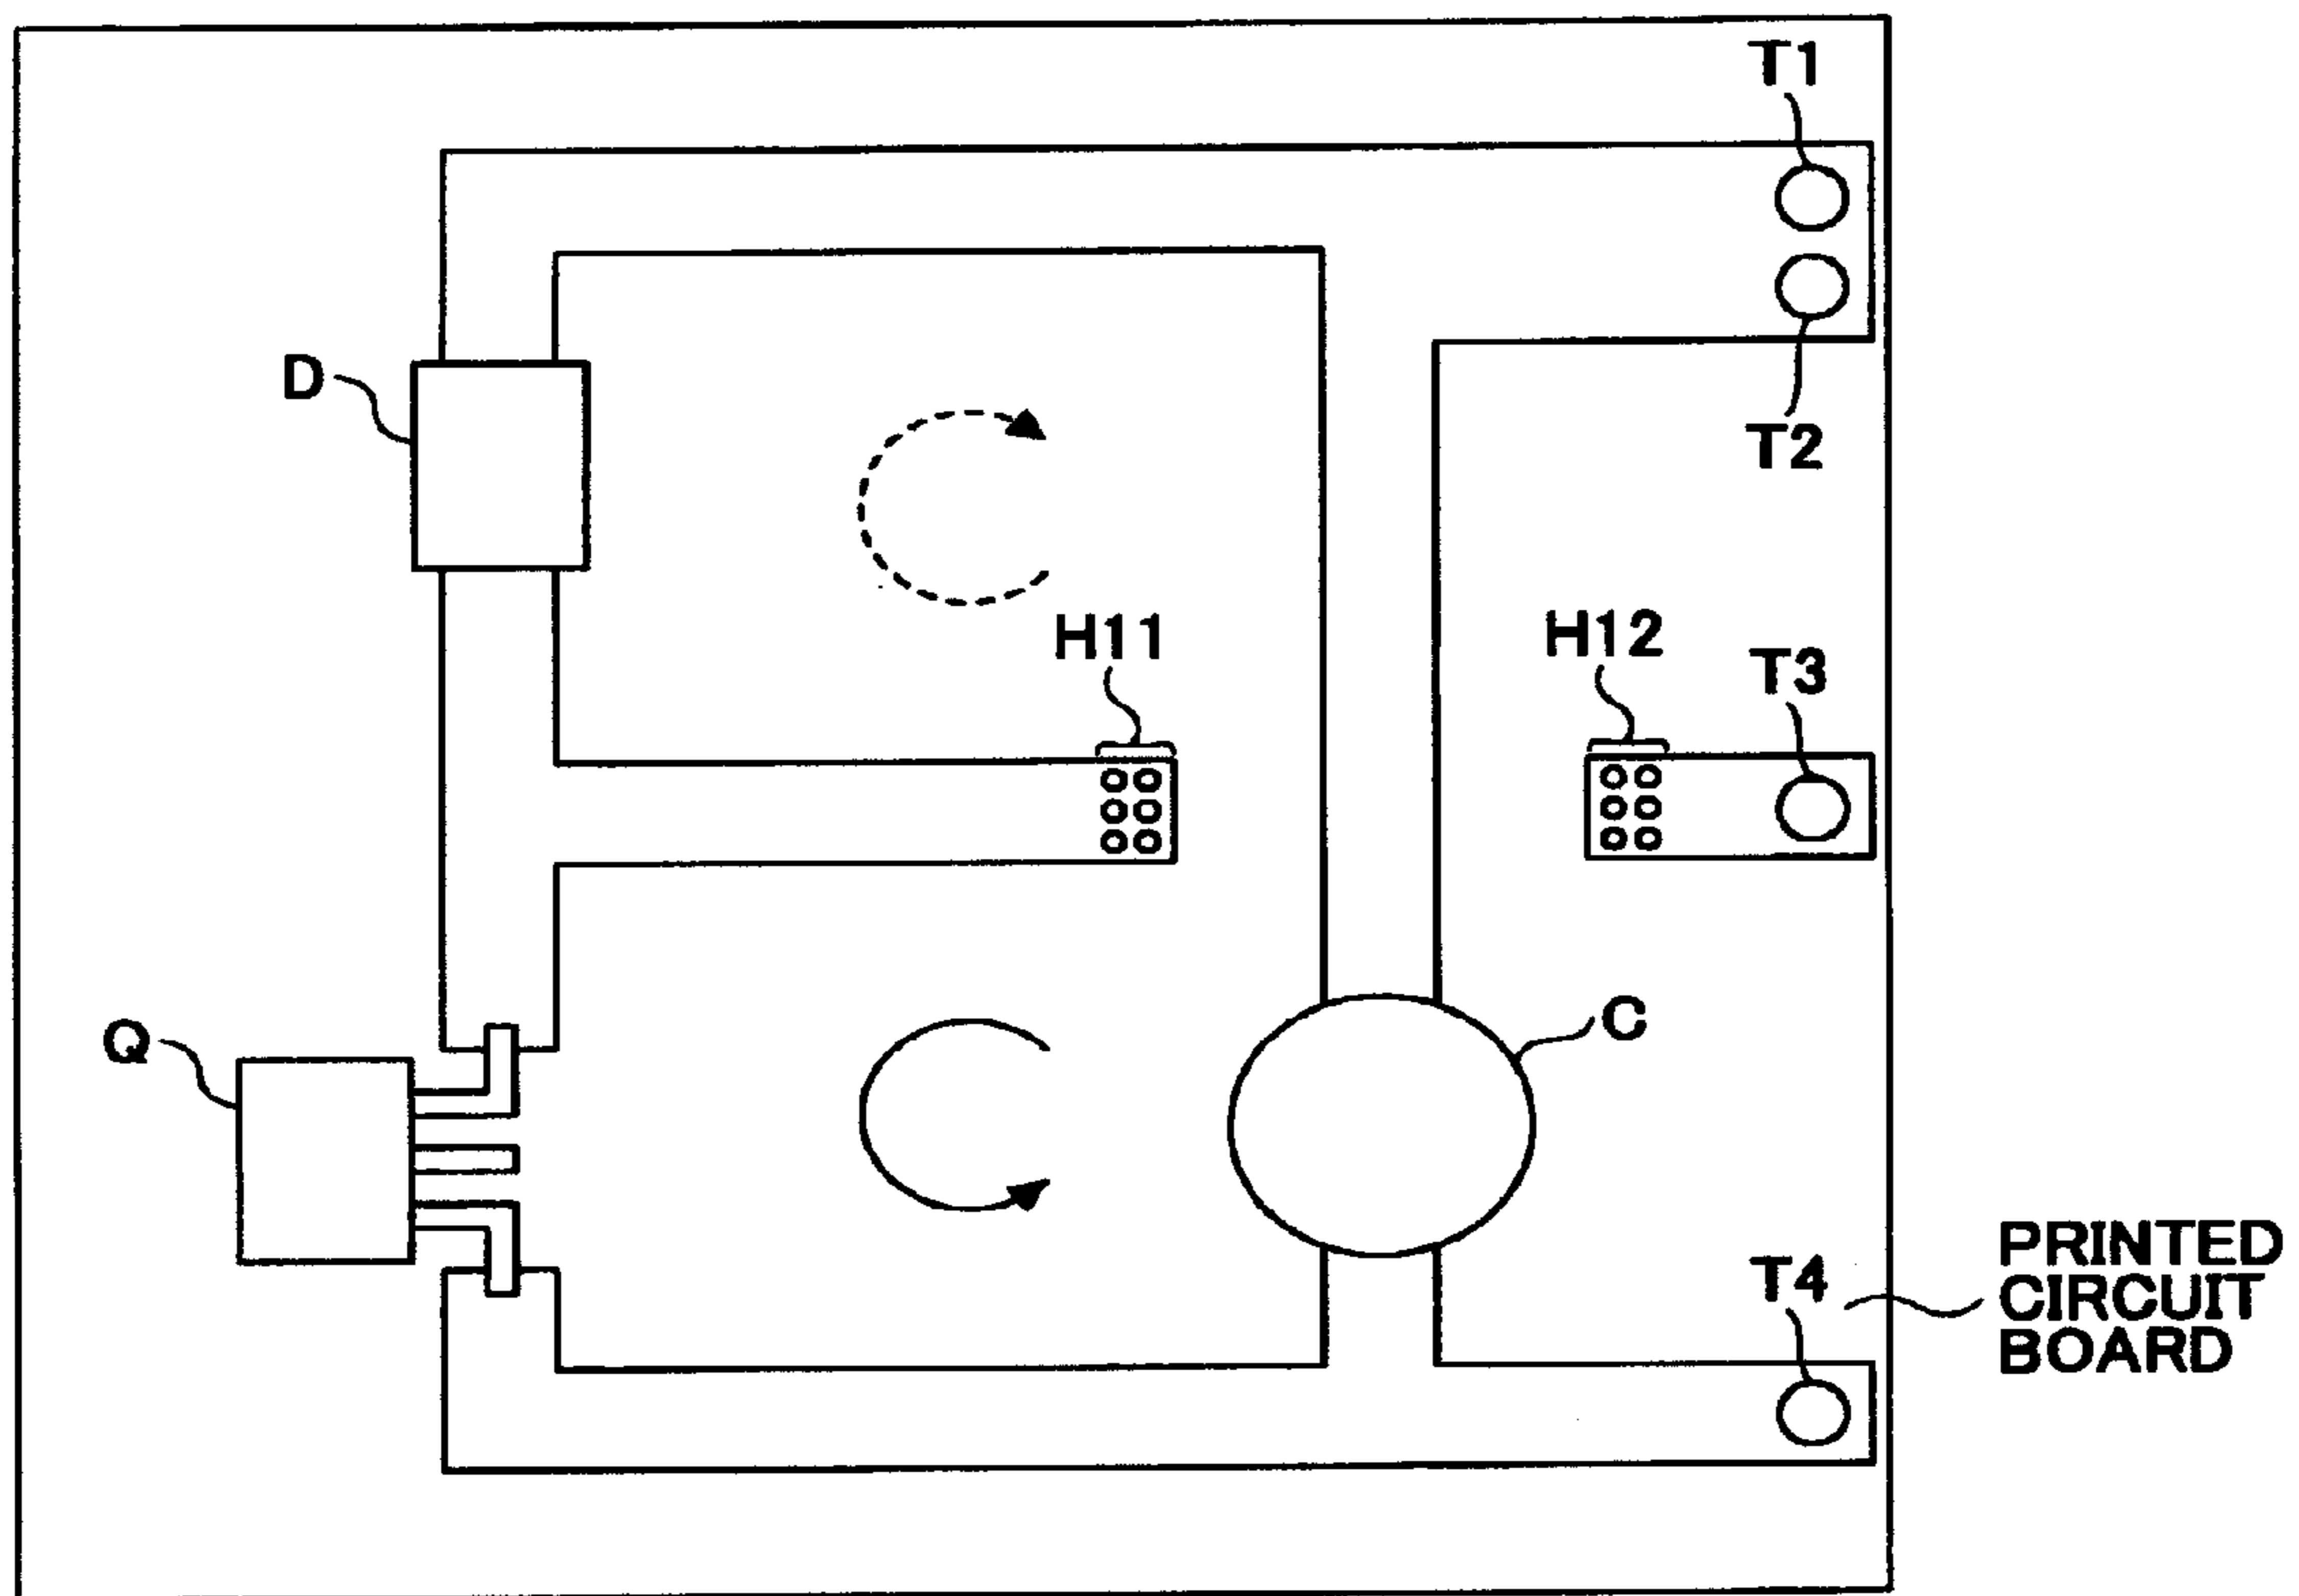 T1
D
T2
H11
H12
T3
Q
C
T4
PRINTED
CIRCUIT
BOARD